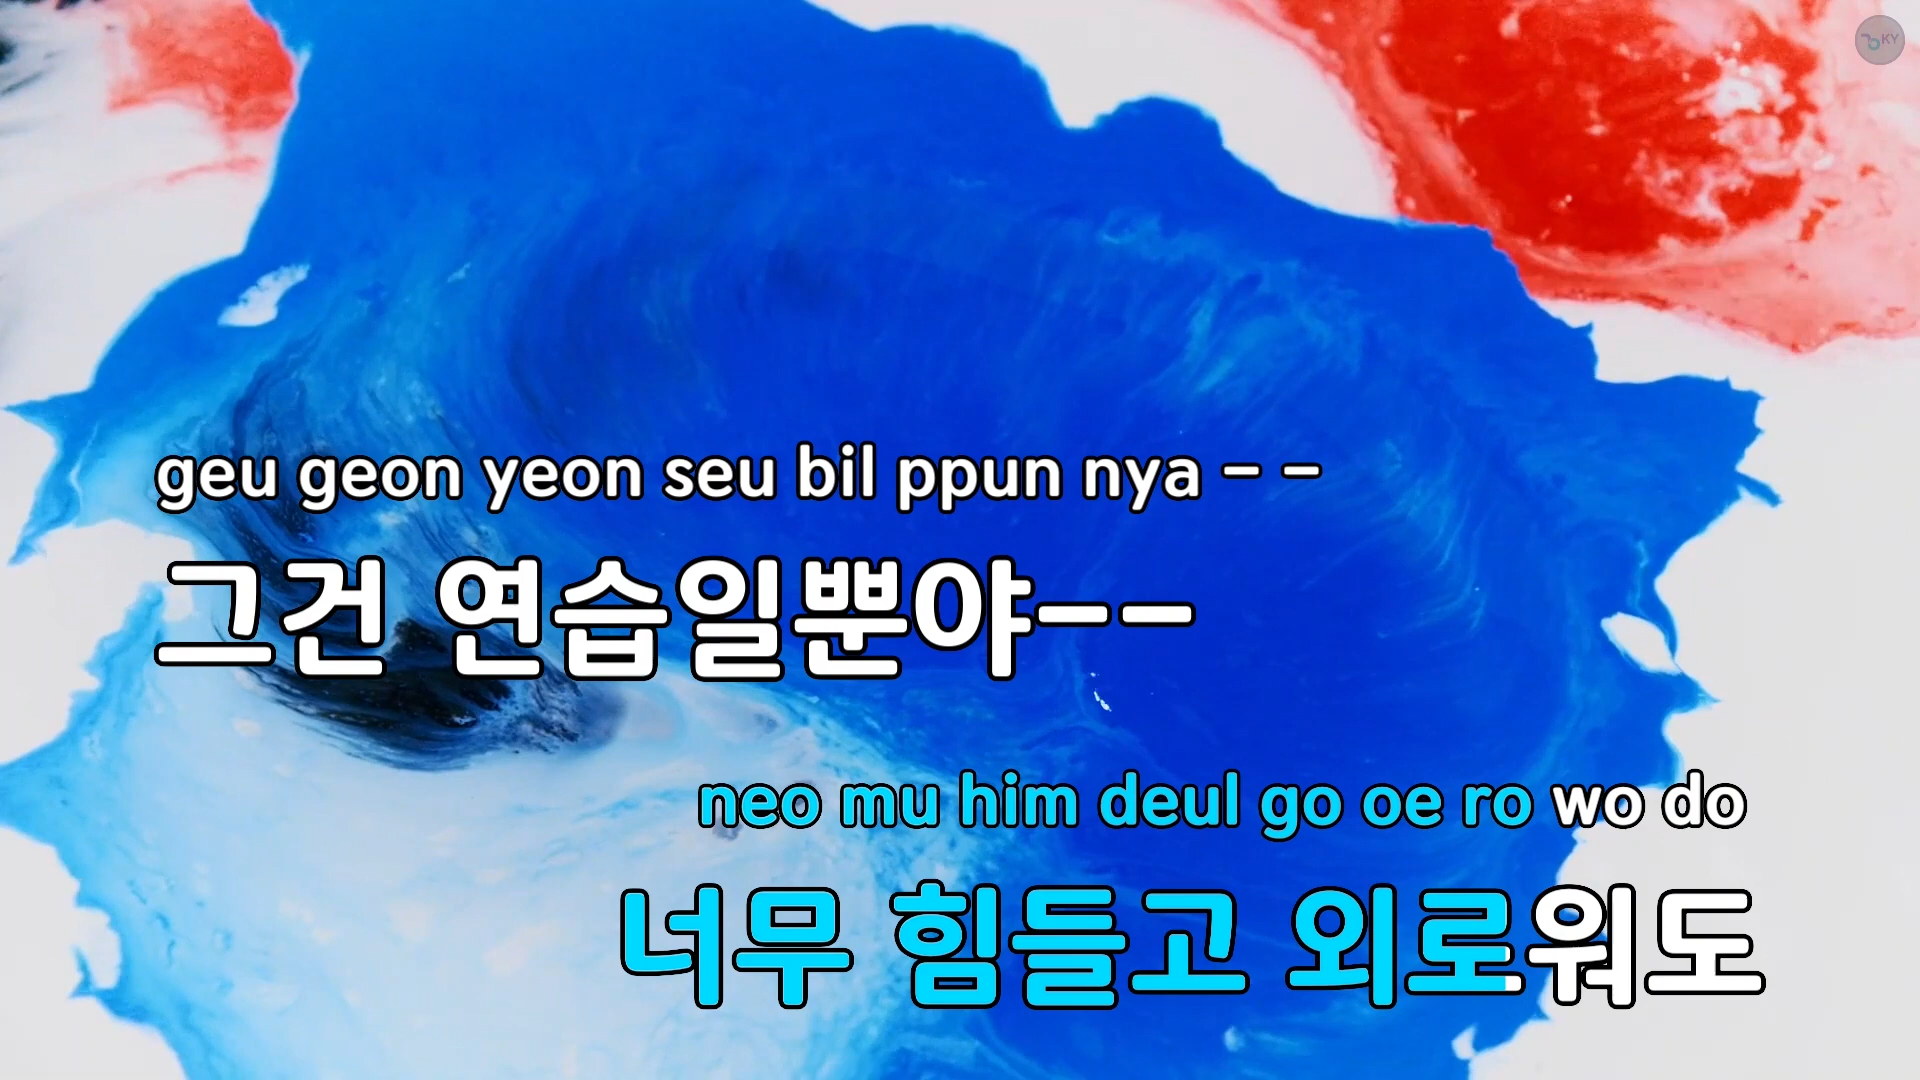 KY
geu geon yeon seu bil ppun nya – –
그건 연습일뿐야––
neo mu him deul go oe ro wo do
너무 힘들고 외로워도